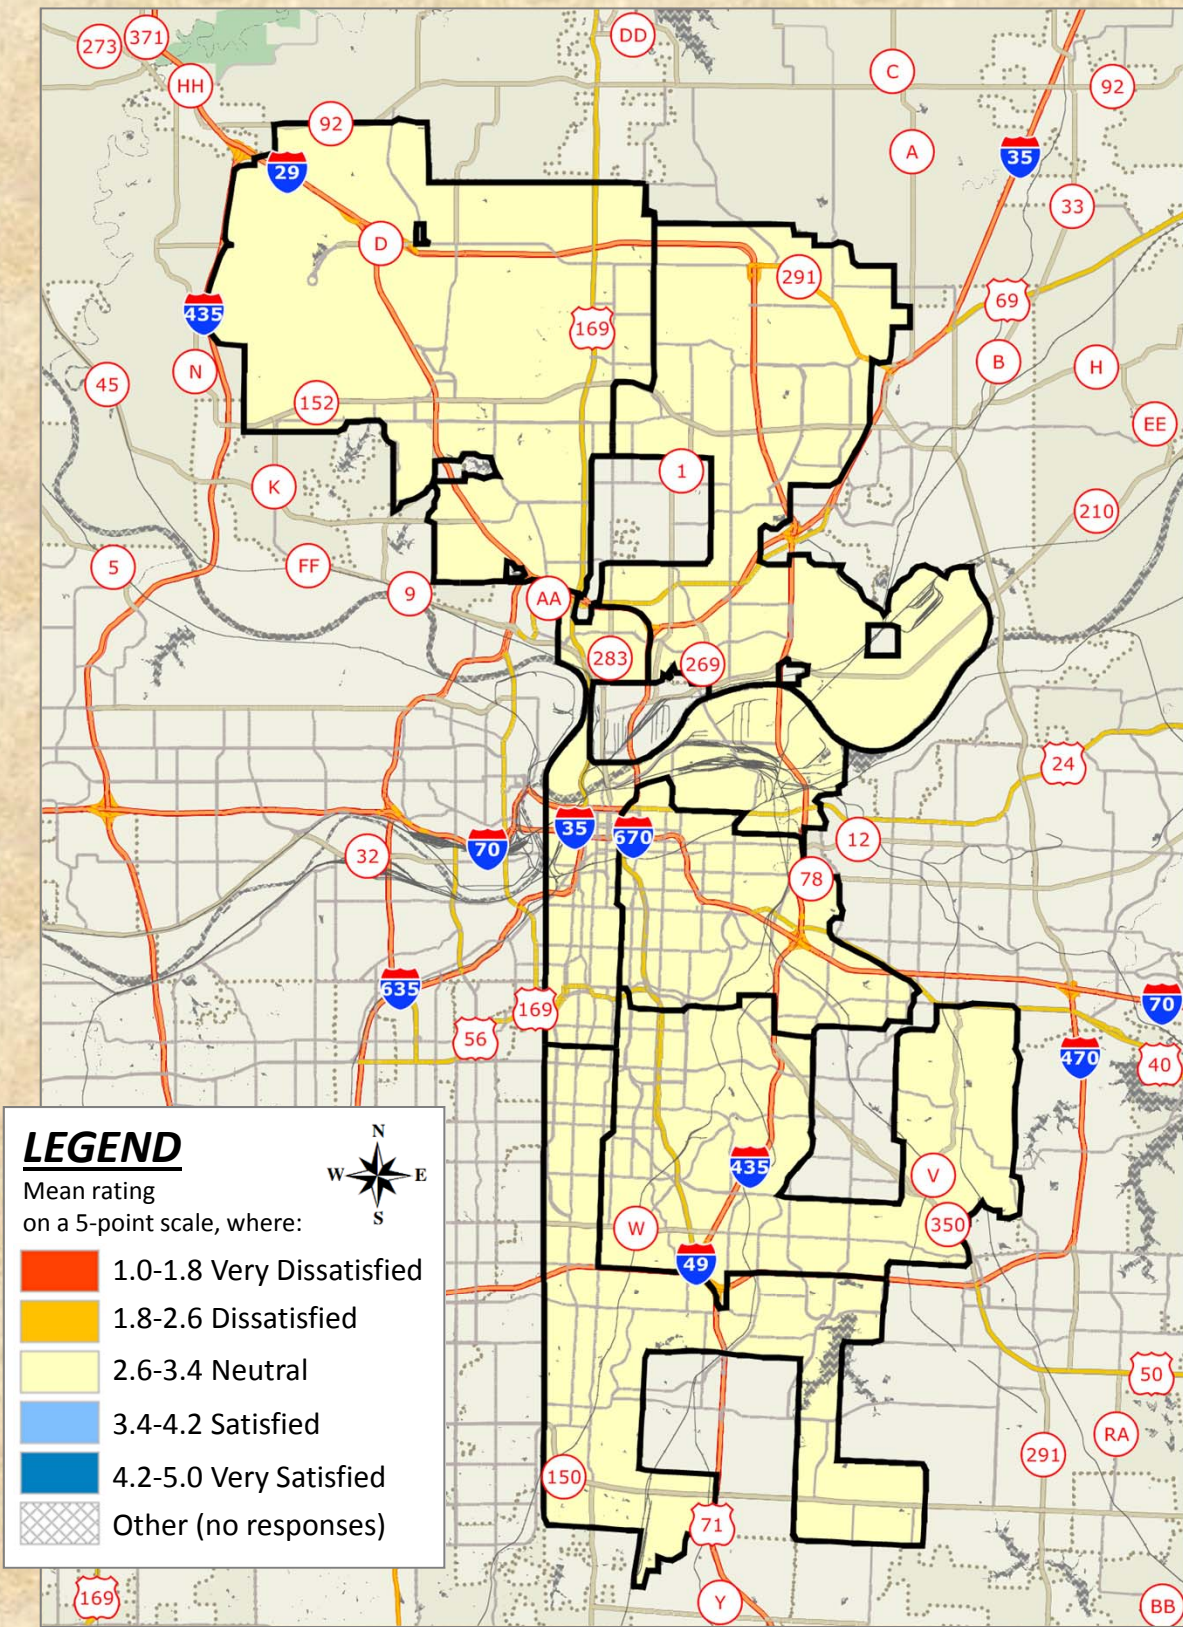 DD
371
273
C
HH
92
92
A
35
29
33
D
291
69
435
169
B
N
H
45
152
EE
1
K
210
5
FF
9
AA
283
269
24
35
670
70
12
32
78
635
70
169
56
470
40
LEGEND
N
W
E
S
Mean rating
on a 5-point scale, where:
1.0-1.8 Very Dissatisfied
1.8-2.6 Dissatisfied
2.6-3.4 Neutral
3.4-4.2 Satisfied
4.2-5.0 Very Satisfied
Other (no responses)
435
V
W
350
49
50
RA
291
150
71
169
Y
BB